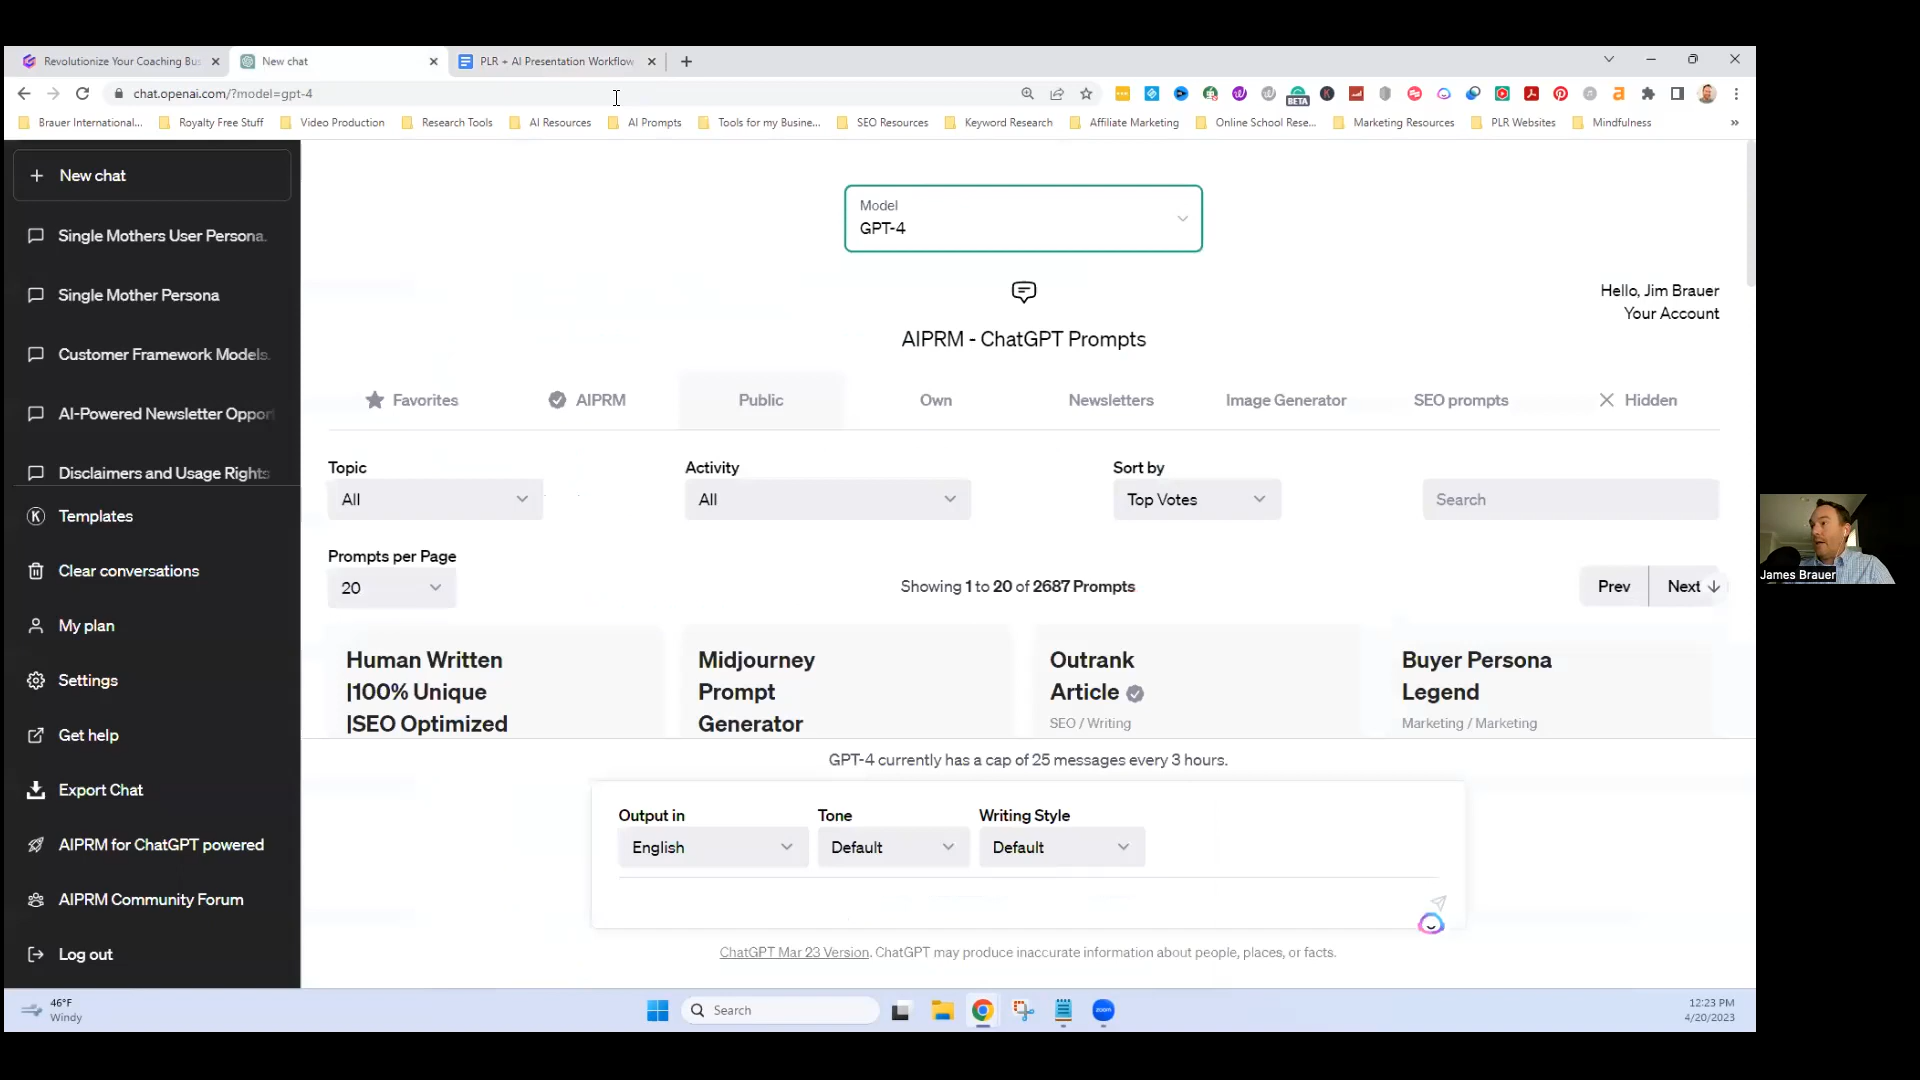 Revolutionize Your Coaching Bus
New chat
PLR + AI Presentation Workflow
chat.openai.com/?model=gpt-4
BETA
Brauer International...
Royalty Free Stuff
Video Production
Research Tools
AI Resources
AI Prompts
Tools for my Busine...
SEO Resources
Keyword Research
Affiliate Marketing
Online School Rese...
Marketing Resources
PLR Websites
Mindfulness
»
New chat
Single Mothers User Persona.
Single Mother Persona
Customer Framework Models.
AI-Powered Newsletter Oppor
Disclaimers and Usage Rights
Templates
Clear conversations
My plan
Settings
Get help
Export Chat
AIPRM for ChatGPT powered
AIPRM Community Forum
Log out
Model
GPT-4
Hello, Jim Brauer
Your Account
AIPRM - ChatGPT Prompts
Favorites
AIPRM
Public
Own
Newsletters
Image Generator
SEO prompts
Hidden
Topic
All
Activity
All
Sort by
Top Votes
Search
Prompts per Page
20
Showing 1 to 20 of 2687 Prompts
Prev
Next
Human Written
|100% Unique
|SEO Optimized
Midjourney
Prompt
Generator
Outrank
Article
SEO / Writing
Buyer Persona
Legend
Marketing / Marketing
GPT-4 currently has a cap of 25 messages every 3 hours.
Output in
English
Tone
Default
Writing Style
Default
ChatGPT Mar 23 Version. ChatGPT may produce inaccurate information about people, places, or facts.
James Brauer
46°F
Windy
Search
zoom
12:23 PM
4/20/2023